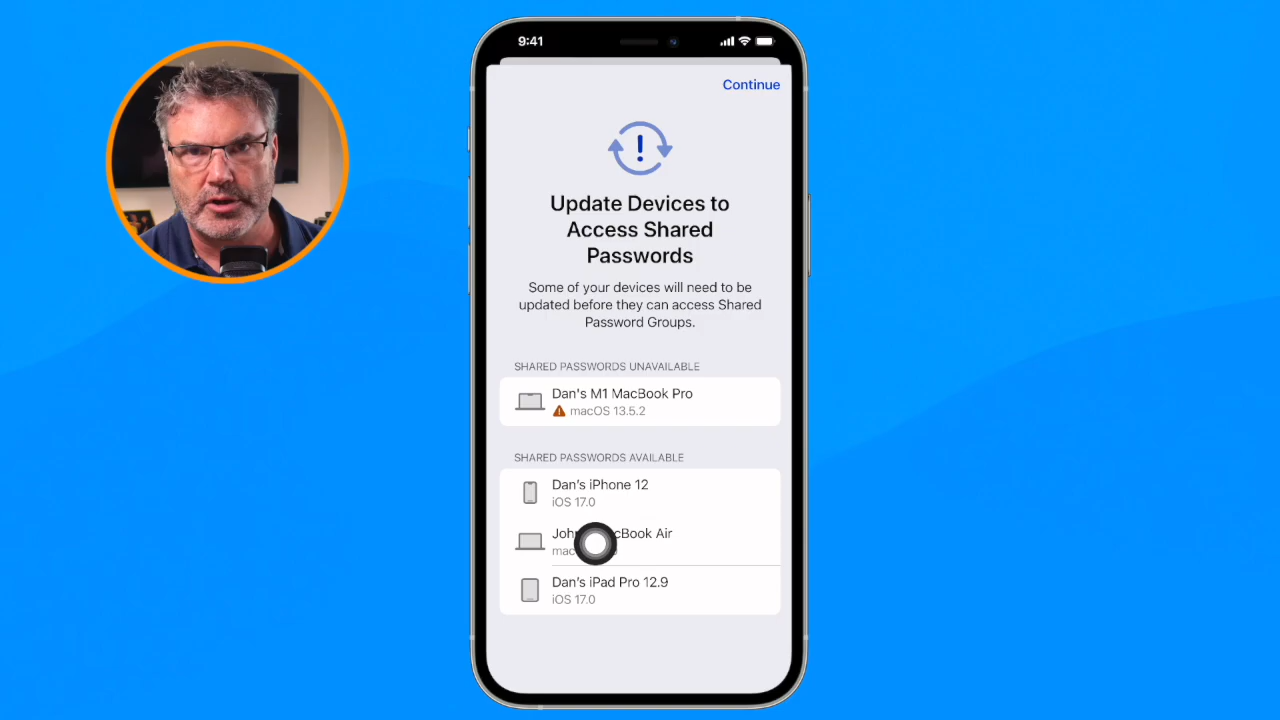 9:41
Continue
Update Devices to
Access Shared
Passwords
Some of your devices will need to be
updated before they can access Shared
Password Groups.
SHARED PASSWORDS UNAVAILABLE
Dan's M1 MacBook Pro
macOS 13.5.2
SHARED PASSWORDS AVAILABLE
Dan's iPhone 12
iOS 17.0
Air
Dan's iPad Pro 12.9
iOS 17.0